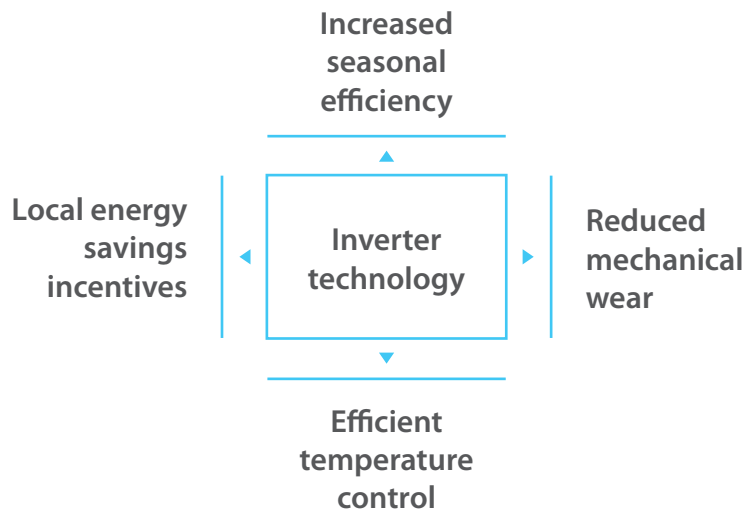 Increased
seasonal
efficiency
Local energy
savings
incentives
Inverter
technology
Reduced
mechanical
wear
Efficient
temperature
control